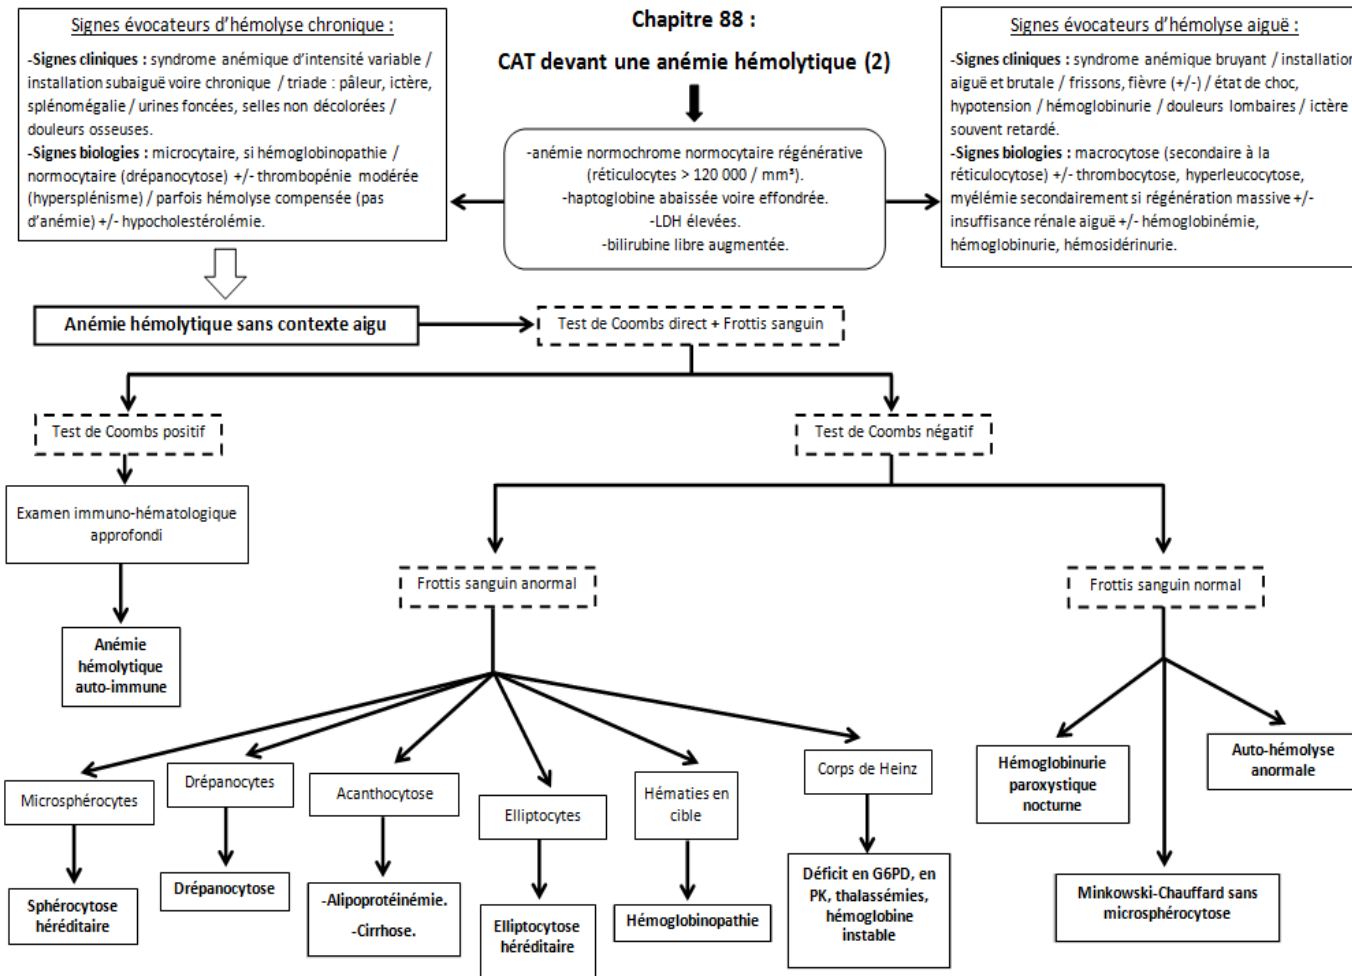 Chapitre 88 :
CAT devant une anémie hémolytique (2)
Signes évocateurs d'hémolyse chronique :
-Signes cliniques : syndrome anémique d'intensité variable /
installation subaiguë voire chronique / triade : pâleur, ictère,
splénomégalie / urines foncées, selles non décolorées /
douleurs osseuses.
-Signes biologies : microcytaire, si hémoglobinopathie /
normocytaire (drépanocytose) +/- thrombopénie modérée
(hypersplénisme) / parfois hémolyse compensée (pas
d'anémie) +/- hypocholestérolémie.
-anémie normochrome normocytaire régénérative
(réticulocytes > 120 000 / mm³).
-haptoglobine abaissée voire effondrée.
-LDH élevées.
-bilirubine libre augmentée.
Signes évocateurs d'hémolyse aiguë :
-Signes cliniques : syndrome anémique bruyant / installation
aiguë et brutale / frissons, fièvre (+/-) / état de choc,
hypotension / hémoglobinurie / douleurs lombaires / ictère
souvent retardé.
-Signes biologies : macrocytose (secondaire à la
réticulocytose) +/- thrombocytose, hyperleucocytose,
myélémie secondairement si régénération massive +/-
insuffisance rénale aiguë +/- hémoglobinémie,
hémoglobinurie, hémosidérinurie.
Anémie hémolytique sans contexte aigu
Test de Coombs direct + Frottis sanguin
Test de Coombs positif
Test de Coombs négatif
Examen immuno-hématologique
approfondi
Anémie
hémolytique
auto-immune
Frottis sanguin anormal
Frottis sanguin normal
Microsphérocytes
Drépanocytes
Acanthocytose
Elliptocytes
Hématies en
cible
Corps de Heinz
Hémoglobinurie
paroxystique
nocturne
Auto-hémolyse
anormale
Sphérocytose
héréditaire
Drépanocytose
-Alipoprotéinémie.
-Cirrhose.
Elliptocytose
héréditaire
Hémoglobinopathie
Déficit en G6PD, en
PK, thalassémies,
hémoglobine
instable
Minkowski-Chauffard sans
microsphérocytose